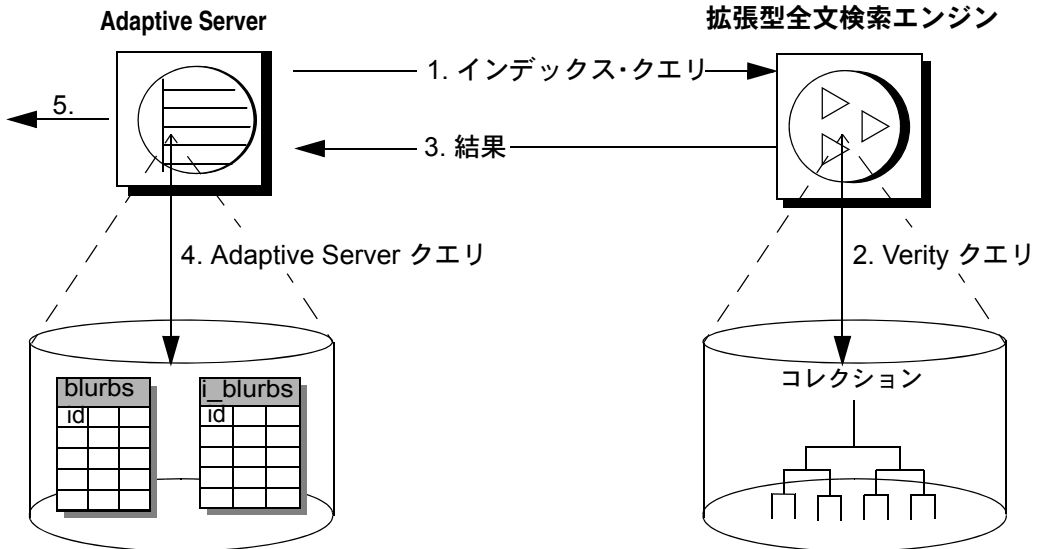 Adaptive Server
拡張型全文検索エンジン
1. インデックス・クエリ
5.
3. 結果
4. Adaptive Server クエリ
2. Verity クエリ
blurbs
i_blurbs
コレクション
id
id